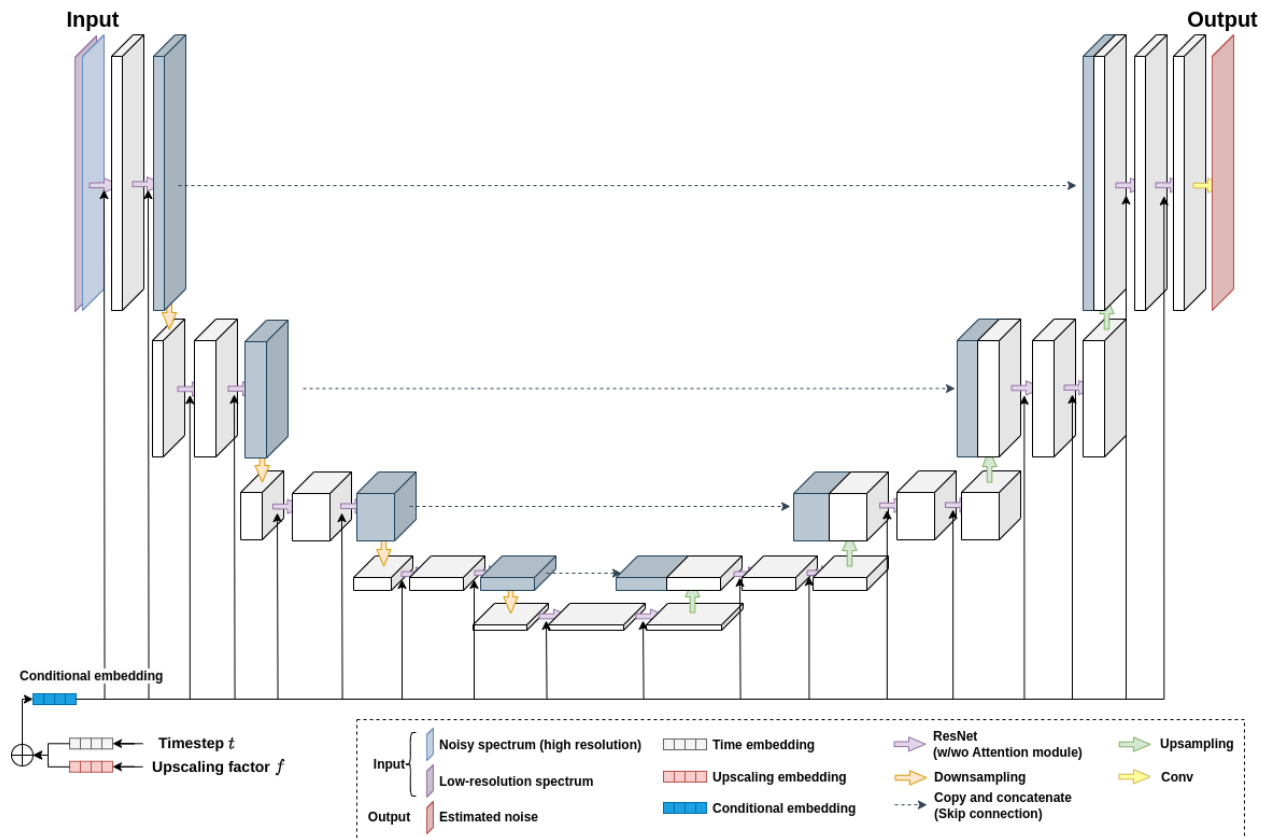 Input
Output
Conditional embedding
Timestep t
Upscaling factor f
Input
Noisy spectrum (high resolution)
Low-resolution spectrum
Output
Estimated noise
Time embedding
Upscaling embedding
Conditional embedding
ResNet
(w/wo Attention module)
Downsampling
Copy and concatenate
(Skip connection)
Upsampling
Conv